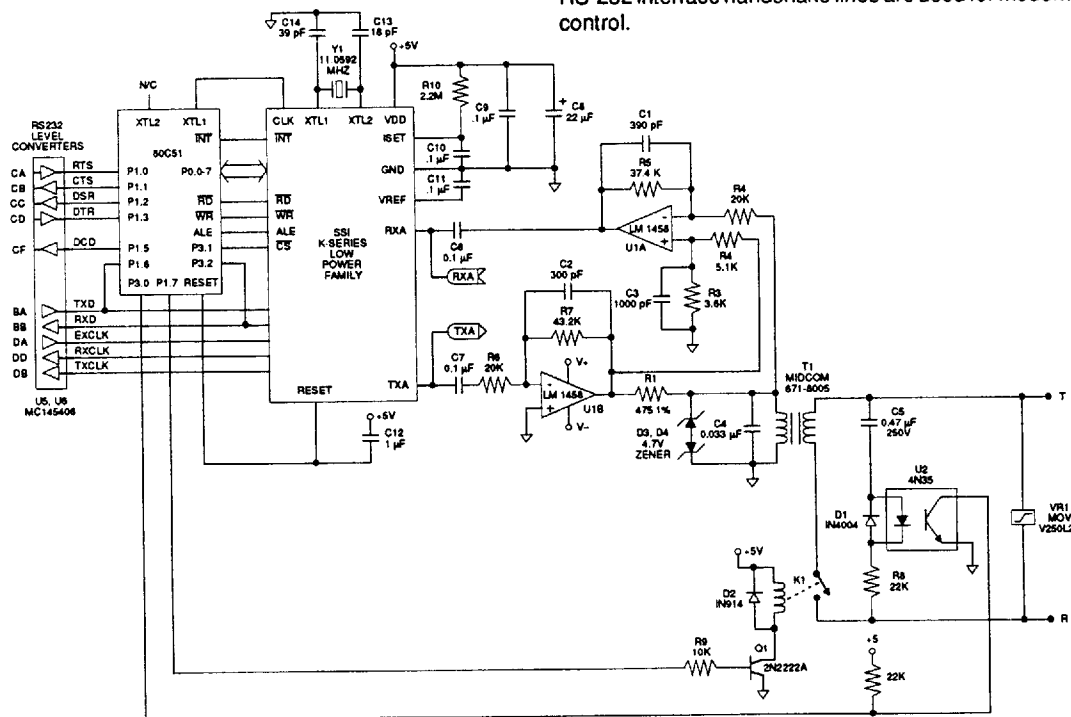 RS-232 interface handshake lines are used for modem
control.
C14
39 pF
C13
18 pF
Y1
11.0592
MHZ
+5V
N/C
R10
2.2M
C9
.1 µF
C8
22 µF
+
C1
390 pF
XTL2
XTL1
80C51
INT
CLK
XTL1
XTL2
VDD
INT
ISET
C10
.1 µF
GND
C11
.1 µF
VREF
RS232
LEVEL
CONVERTERS
CA
RTS
P1.0
P0.0-7
CB
CTS
P1.1
CC
DSR
P1.2
RD
RD
CD
DTR
P1.3
WR
WR
ALE
ALE
CF
DCD
P1.5
P3.1
CS
P1.6
P3.2
P3.0
P1.7
RESET
SSI
K-SERIES
LOW
POWER
FAMILY
RXA
C6
0.1 µF
RXA
R5
37.4 K
-
+
LM 1458
U1A
R4
20K
R4
5.1K
C3
1000 pF
R3
3.6K
C2
300 pF
R7
43.2K
BA
TXD
BB
RXD
DA
EXCLK
DD
RXCLK
DB
TXCLK
U5, U6
MC145406
RESET
TXA
TXA
C7
0.1 µF
R6
20K
-
+
V+
LM 1458
V–
U1B
R1
475 1%
D3, D4
4.7V
ZENER
C4
0.033 µF
T1
MIDCOM
671-8005
+5V
C12
1 µF
C5
0.47 µF
250V
T
U2
4N35
D1
IN4004
VR1
MOV
V250L2
R8
22K
R
+5V
D2
IN914
K1
R9
10K
Q1
2N2222A
+5
22K